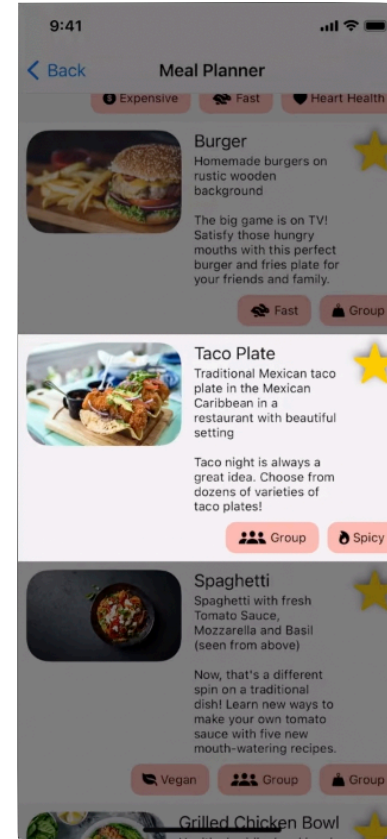 9:41
Back
Meal Planner
Expensive
Fast
Heart Health
Burger
Homemade burgers on
rustic wooden
background
The big game is on TV!
Satisfy those hungry
mouths with this perfect
burger and fries plate for
your friends and family.
Fast
Group
Taco Plate
Traditional Mexican taco
plate in the Mexican
Caribbean in a
restaurant with beautiful
setting
Taco night is always a
great idea. Choose from
dozens of varieties of
taco plates!
Group
Spicy
Spaghetti
Spaghetti with fresh
Tomato Sauce,
Mozzarella and Basil
(seen from above)
Now, that's a different
spin on a traditional
dish! Learn new ways to
make your own tomato
sauce with five new
mouth-watering recipes.
Vegan
Group
Group
Grilled Chicken Bowl